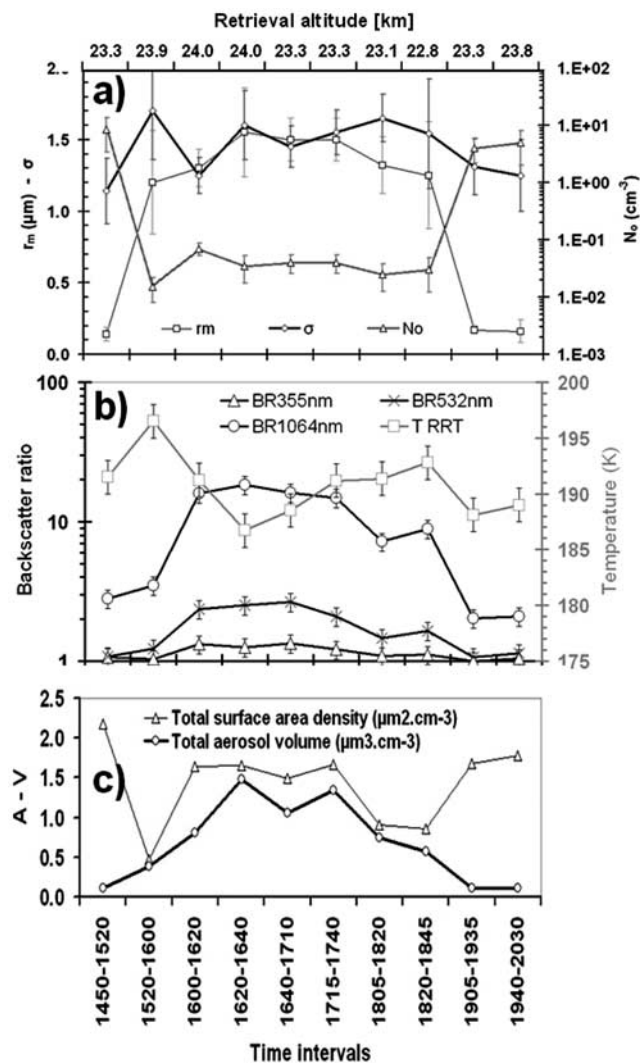 Retrieval altitude [km]
23.3 23.9 24.0 24.0 23.3 23.3 23.1 22.8 23.3 23.8
a)
2.0
1.5
1.0
0.5
0.0
rm (µm) - σ
1.E+02
1.E+01
1.E+00
1.E-01
1.E-02
1.E-03
No (cm-3)
rm σ No
b)
BR355nm BR532nm
BR1064nm T RRT
100
10
1
Backscatter ratio
200
195
190
185
180
175
Temperature (K)
c)
Total surface area density (µm2.cm-3)
Total aerosol volume (µm3.cm-3)
2.5
2.0
1.5
1.0
0.5
0.0
A - V
1450-1520
1520-1600
1600-1620
1620-1640
1640-1710
1715-1740
1805-1820
1820-1845
1905-1935
1940-2030
Time intervals